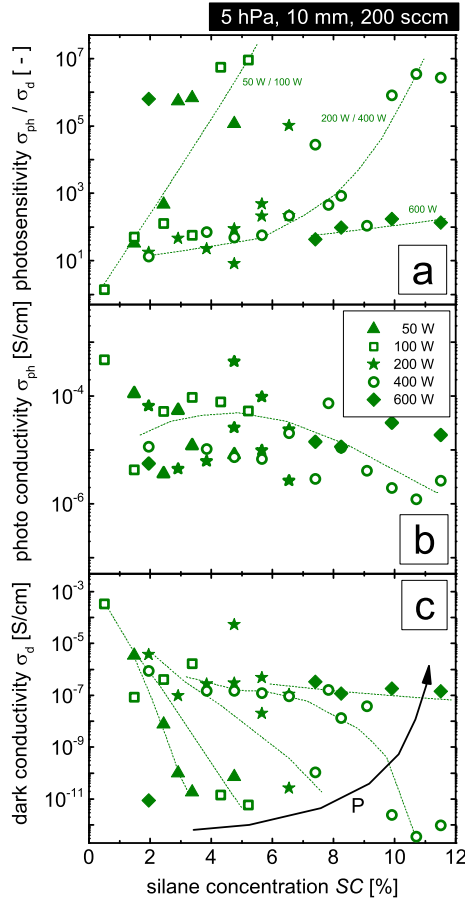 5 hPa, 10 mm, 200 sccm
photosensitivity σph / σd [ - ]
10^7
10^5
10^3
10^1
50 W / 100 W
200 W / 400 W
600 W
a
photo conductivity σph [S/cm]
10^-4
10^-6
50 W
100 W
200 W
400 W
600 W
b
dark conductivity σd [S/cm]
10^-3
10^-5
10^-7
10^-9
10^-11
c
P
0 2 4 6 8 10 12
silane concentration SC [%]